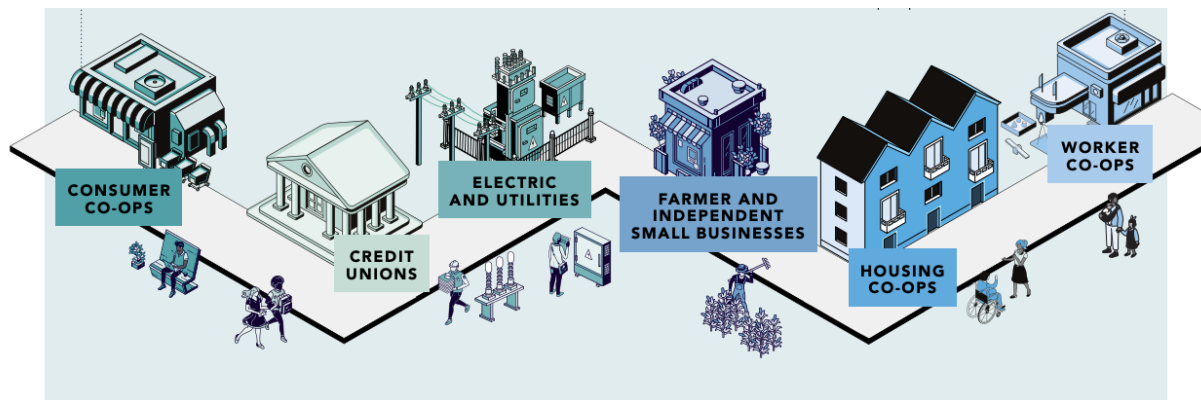 CONSUMER
CO-OPS
CREDIT
UNIONS
ELECTRIC
AND UTILITIES
FARMER AND
INDEPENDENT
SMALL BUSINESSES
HOUSING
CO-OPS
WORKER
CO-OPS